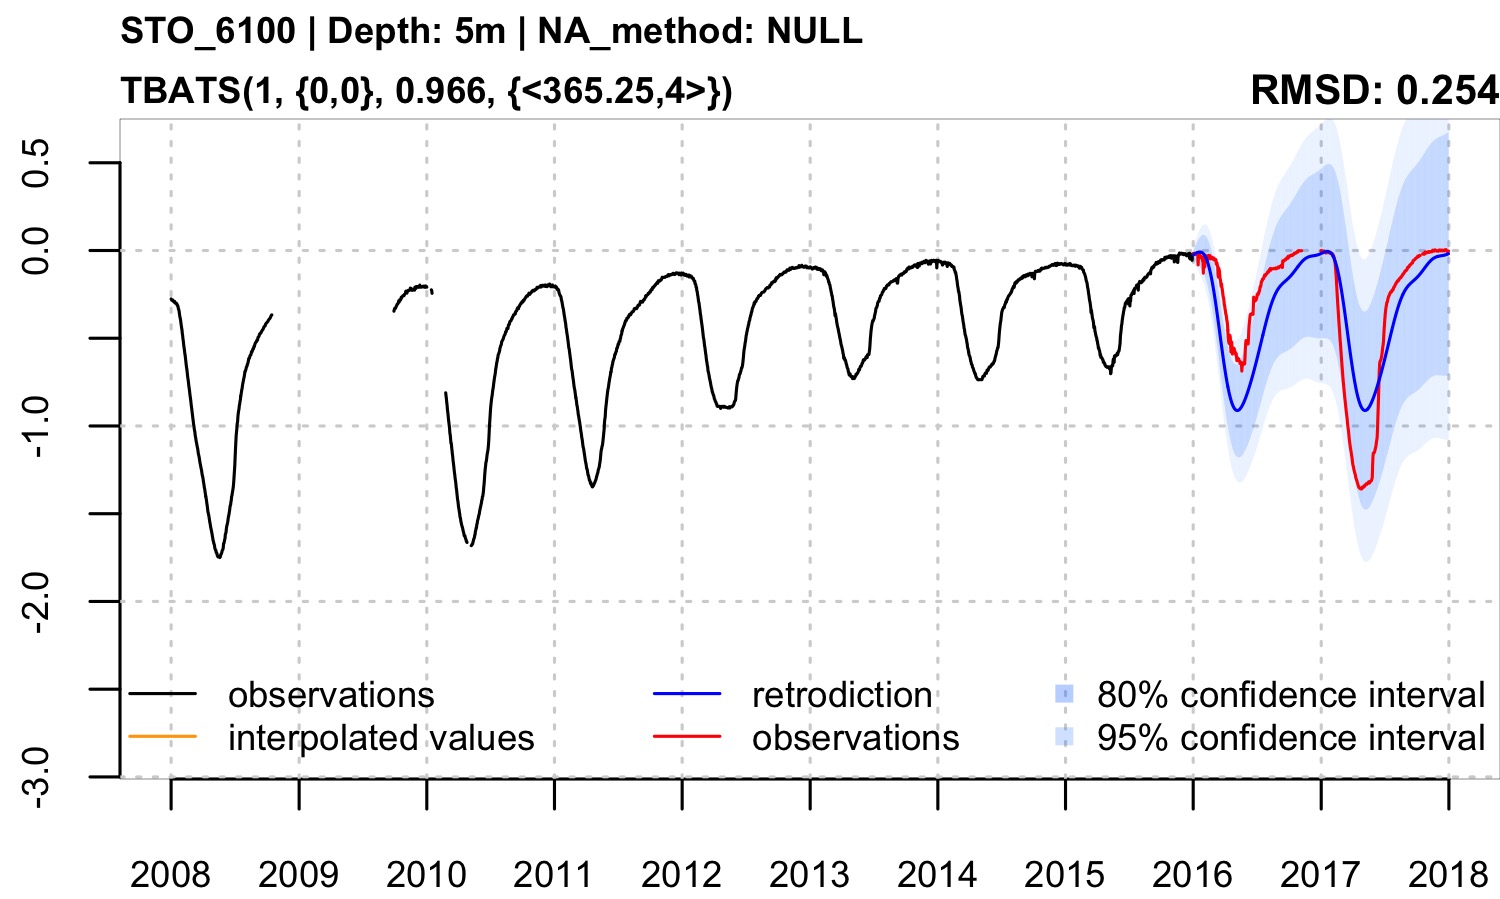 STO_6100 | Depth: 5m | NA_method: NULL
TBATS(1, {0,0}, 0.966, {<365.25,4>})
RMSD: 0.254
0.5
0.0
-1.0
-2.0
-3.0
observations
interpolated values
retrodiction
observations
80% confidence interval
95% confidence interval
2008 2009 2010 2011 2012 2013 2014 2015 2016 2017 2018